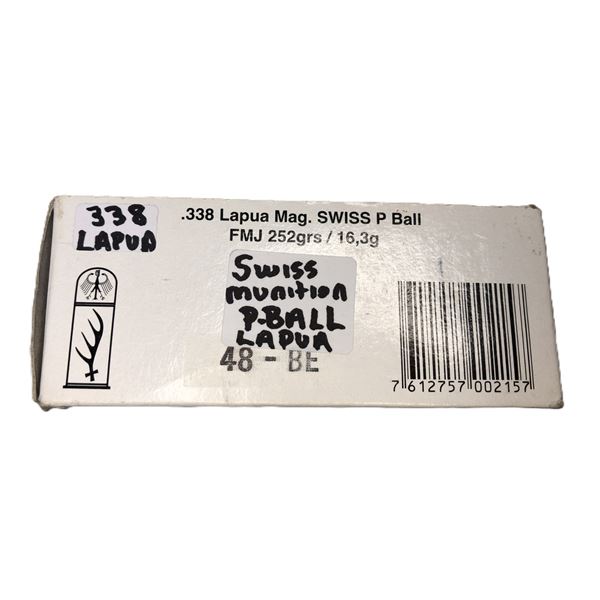 338
LAPUA
.338 Lapua Mag. SWISS P Ball
FMJ 252grs / 16,3g
Swiss
munition
P-BALL
LAPUA
48 - BE
1
7 612757 002157